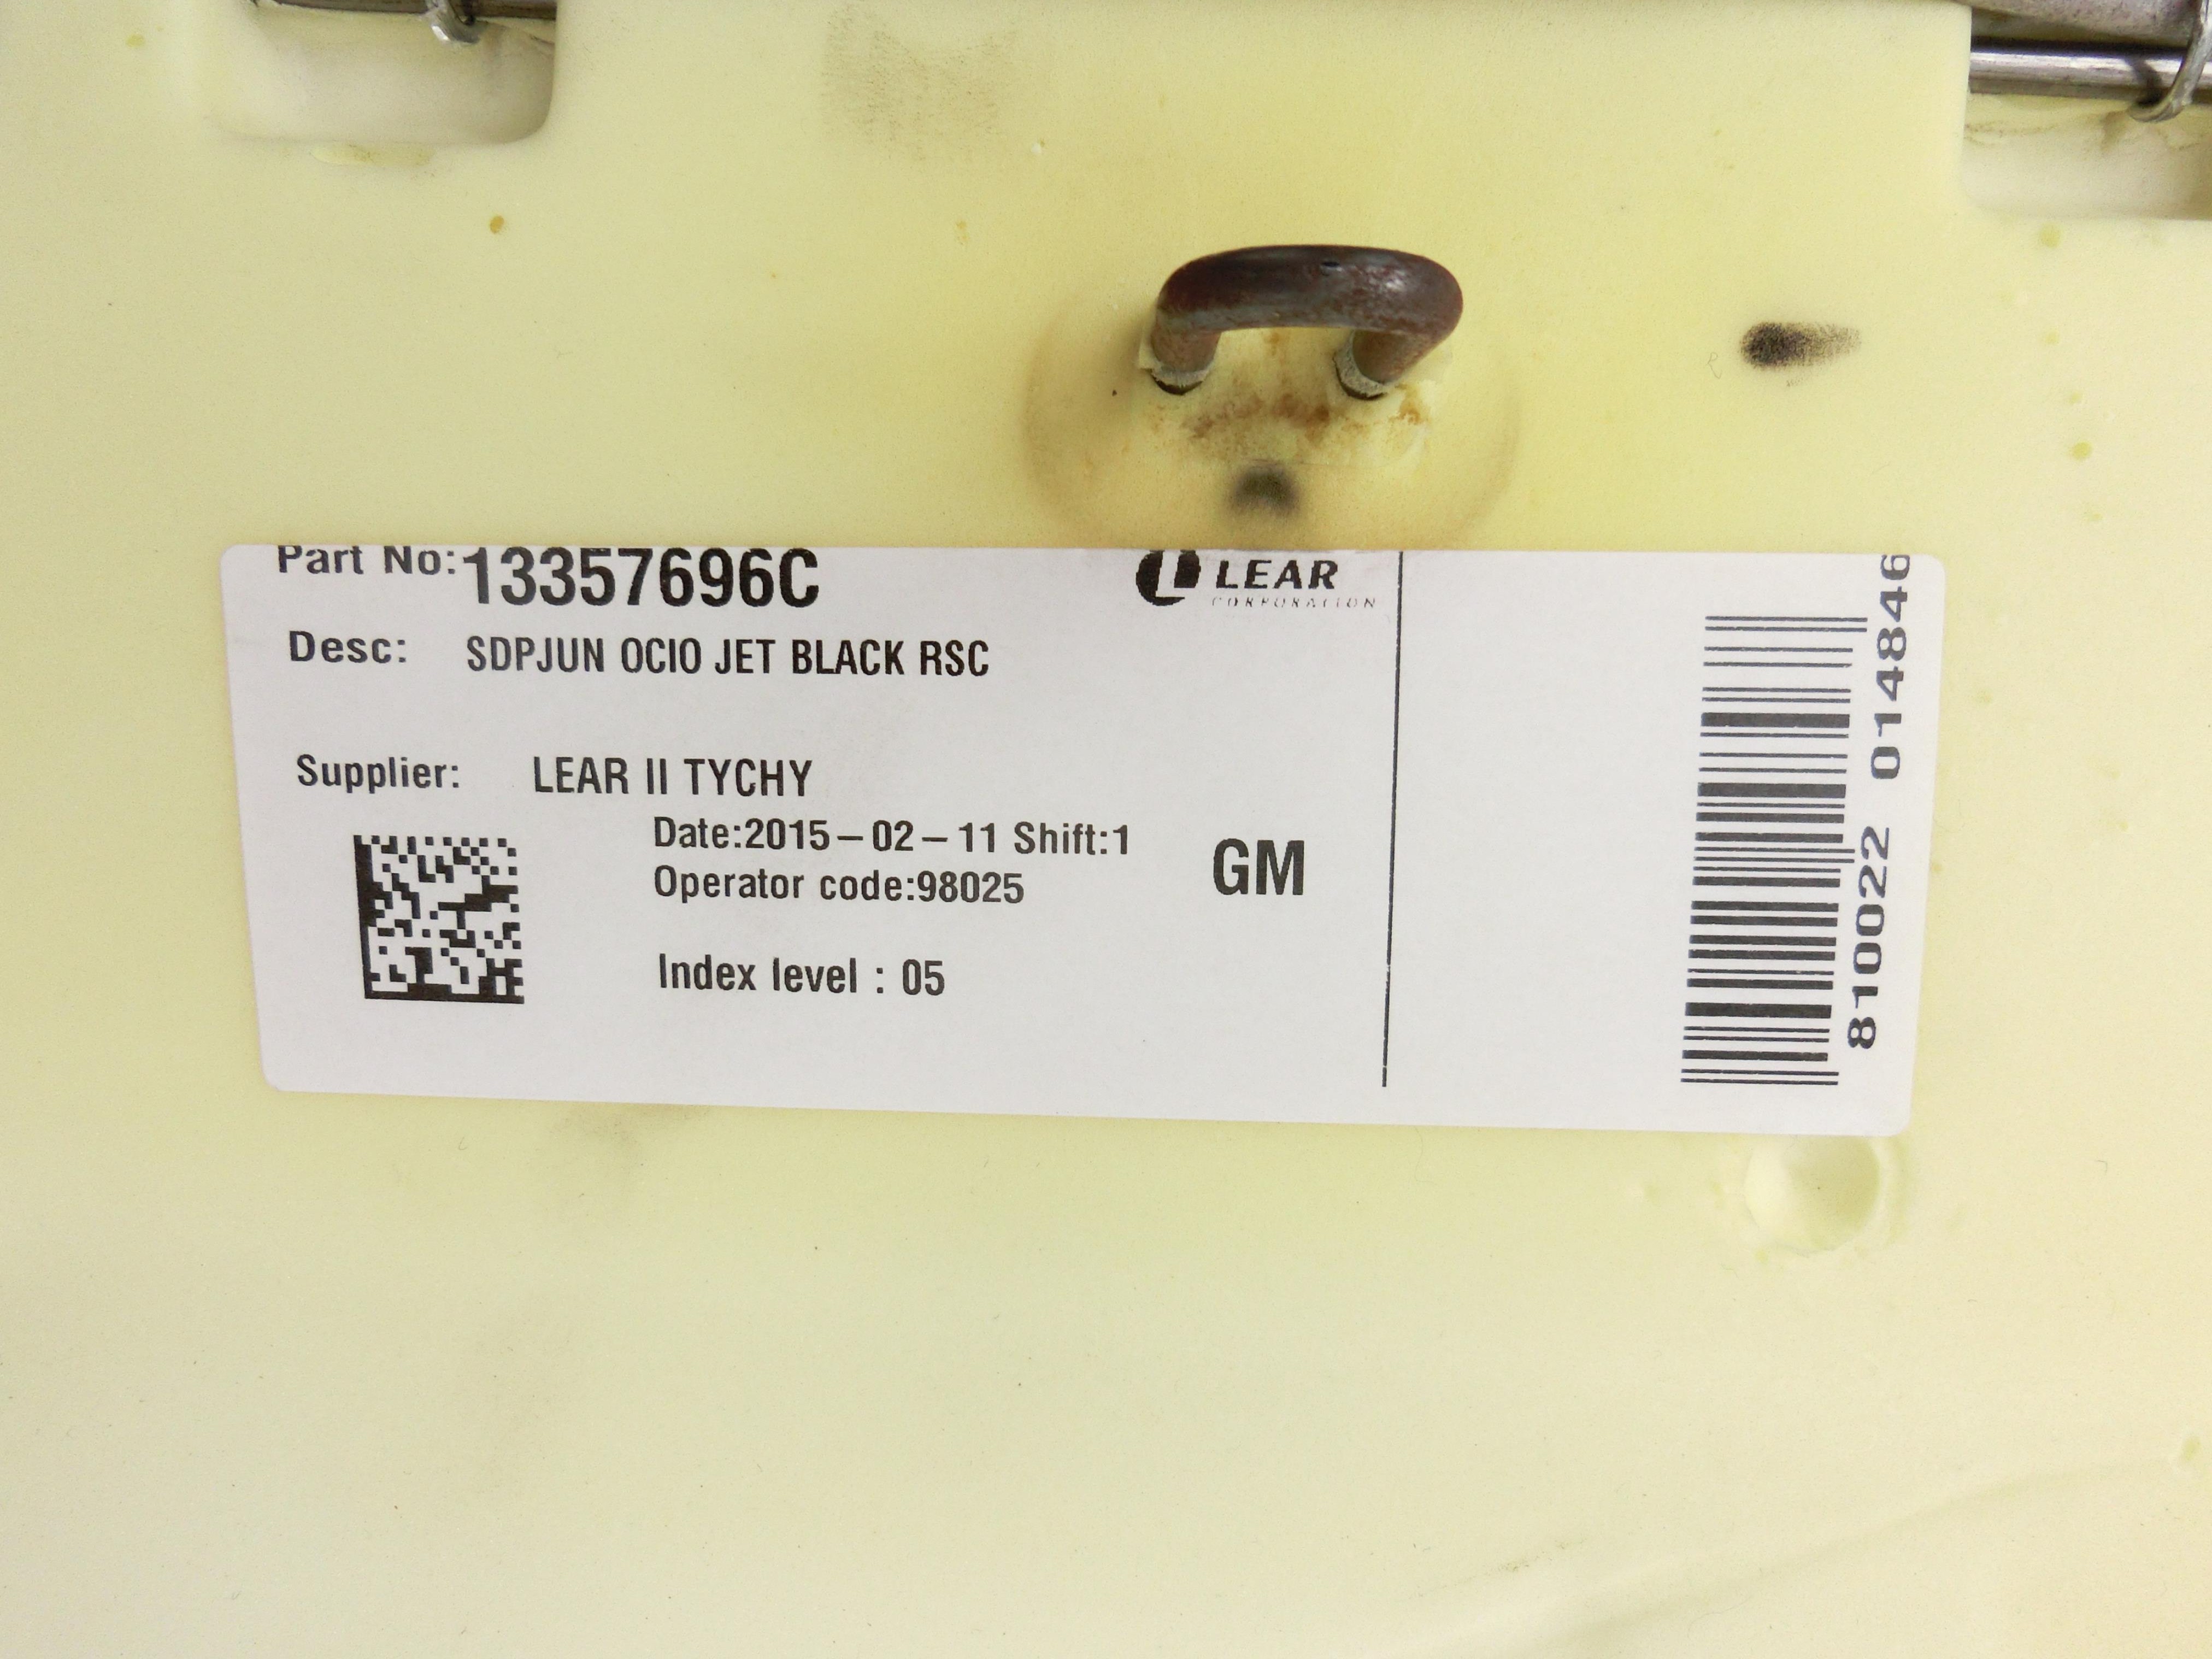 Part No:13357696C
LEAR
CORPORATION
Desc: SDPJUN OCIO JET BLACK RSC
Supplier: LEAR II TYCHY
Date:2015-02-11 Shift:1
Operator code:98025
GM
Index level : 05
810022 014846